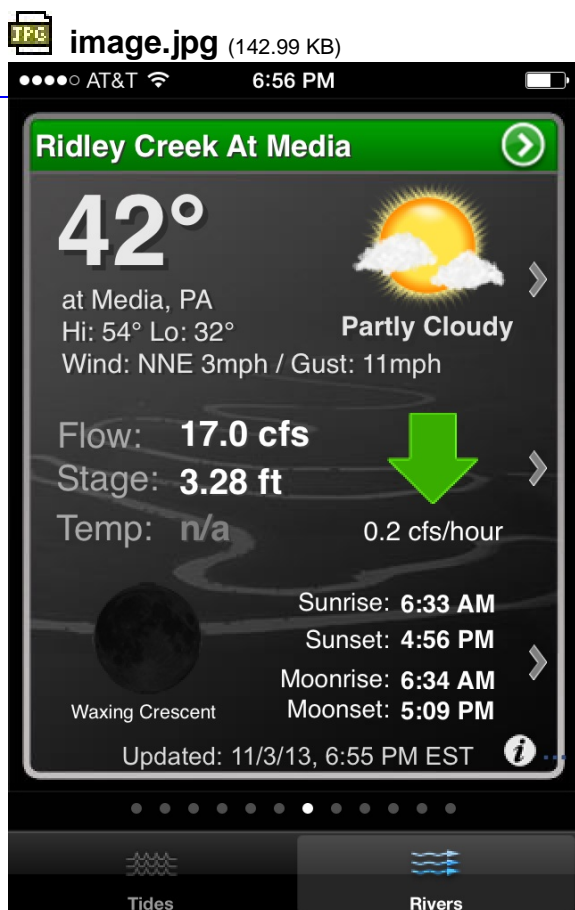 JPG image.jpg (142.99 KB)
AT&T 6:56 PM
Ridley Creek At Media
42°
at Media, PA
Hi: 54° Lo: 32°
Partly Cloudy
Wind: NNE 3mph / Gust: 11mph
Flow: 17.0 cfs
Stage: 3.28 ft
Temp: n/a
0.2 cfs/hour
Sunrise: 6:33 AM
Sunset: 4:56 PM
Moonrise: 6:34 AM
Waxing Crescent
Moonset: 5:09 PM
Updated: 11/3/13, 6:55 PM EST i ...
Tides
Rivers